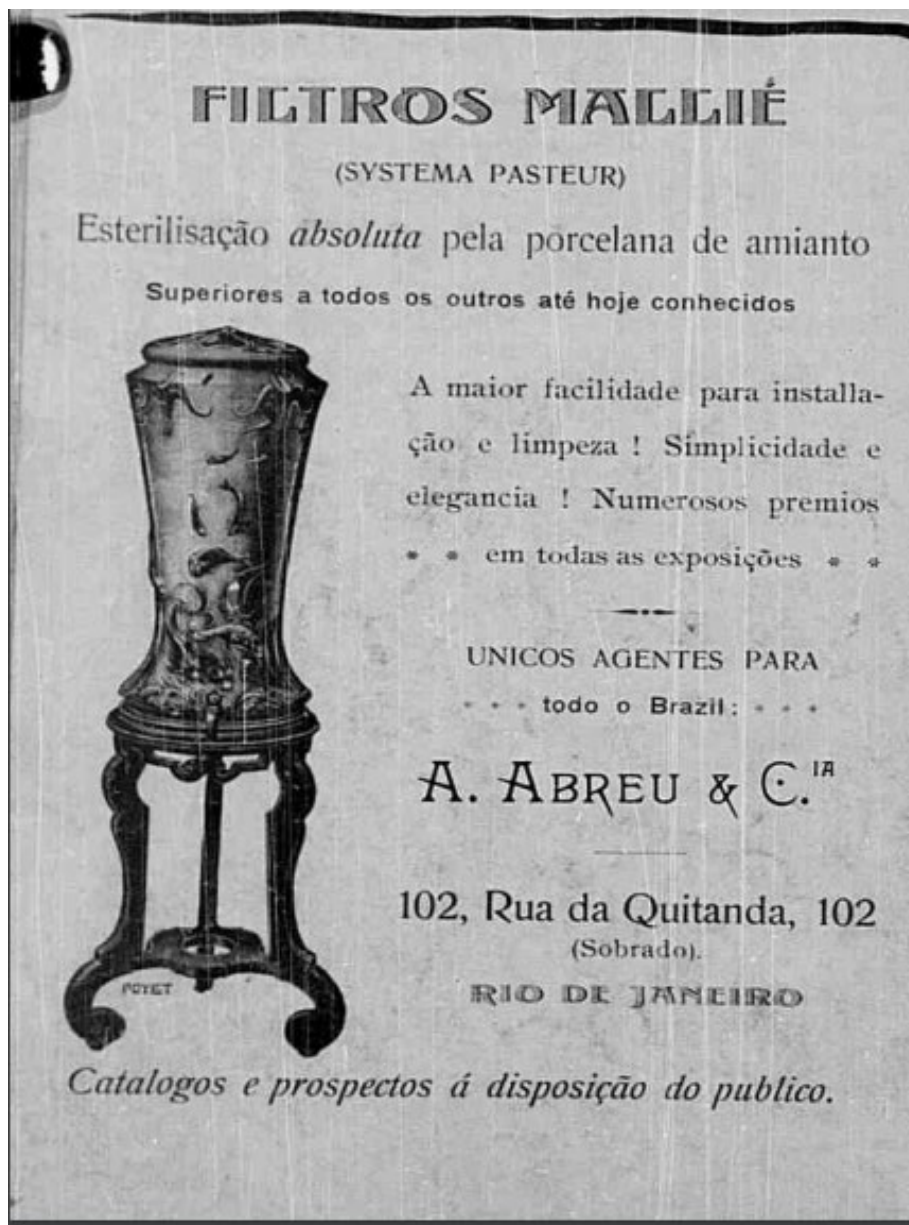 FILTROS MALLIÉ
(SYSTEMA PASTEUR)
Esterilisação absoluta pela porcelana de amianto
Superiores a todos os outros até hoje conhecidos
A maior facilidade para installa-
ção e limpeza ! Simplicidade e
elegancia ! Numerosos premios
* * em todas as exposições * *
UNICOS AGENTES PARA
* * * todo o Brazil: * * *
A. ABREU & C.IA
102, Rua da Quitanda, 102
(Sobrado).
RIO DE JANEIRO
POYET
Catalogos e prospectos á disposição do publico.